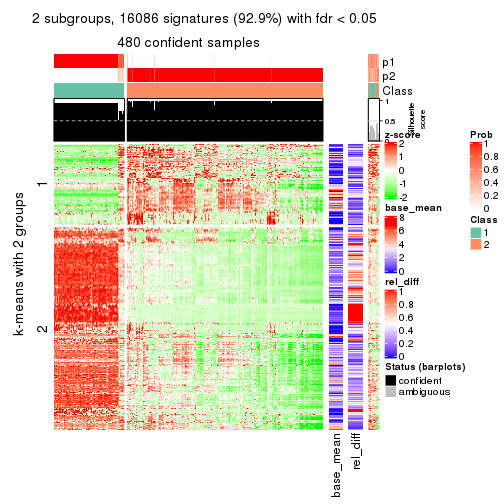 2 subgroups, 16086 signatures (92.9%) with fdr < 0.05
480 confident samples
p1
p2
Class
1
0.5
0
Silhouette
score
k-means with 2 groups
1
2
base_mean
rel_diff
z-score
2
1
0
-1
-2
base_mean
8
6
4
2
0
rel_diff
1
0.8
0.6
0.4
0.2
0
Status (barplots)
confident
ambiguous
Prob
1
0.8
0.6
0.4
0.2
0
Class
1
2